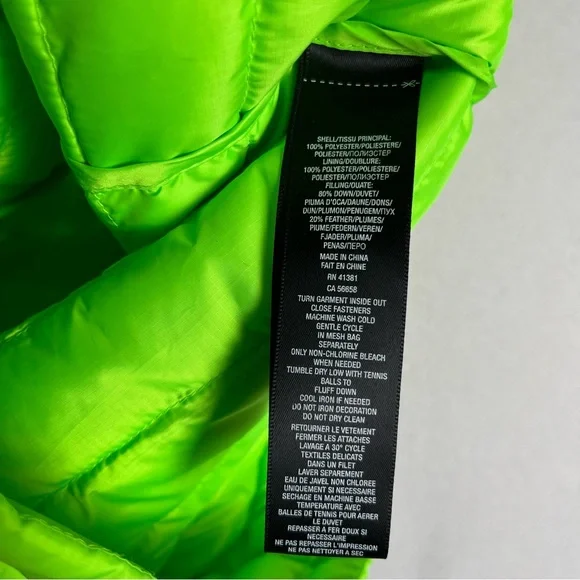 SHELL/TISSU PRINCIPAL:
100% POLYESTER/POLIESTERE/
POLIESTER/ПОЛИЭСТЕР
LINING/DOUBLURE:
100% POLYESTER/POLIESTERE/
POLIESTER/ПОЛИЭСТЕР
FILLING/OUATE:
80% DOWN/DUVET/
PIUMA D'OCA/DAUNE/DONS/
DUN/PLUMON/PENUGEM/ПУХ
20% FEATHER/PLUMES/
PIUME/FEDERN/VEREN/
FJADER/PLUMA/
PENAS/ПЕРО
MADE IN CHINA
FAIT EN CHINE
RN 41381
CA 56658
TURN GARMENT INSIDE OUT
CLOSE FASTENERS
MACHINE WASH COLD
GENTLE CYCLE
IN MESH BAG
SEPARATELY
ONLY NON-CHLORINE BLEACH
WHEN NEEDED
TUMBLE DRY LOW WITH TENNIS
BALLS TO
FLUFF DOWN
COOL IRON IF NEEDED
DO NOT IRON DECORATION
DO NOT DRY CLEAN
RETOURNER LE VETEMENT
FERMER LES ATTACHES
LAVAGE A 30° CYCLE
TEXTILES DELICATS
DANS UN FILET
LAVER SEPAREMENT
EAU DE JAVEL NON CHLOREE
UNIQUEMENT SI NECESSAIRE
SECHAGE EN MACHINE BASSE
BALLES DE TENNIS POUR AERER
LE DUVET
REPASSER A FER DOUX SI
NECESSAIRE
NE PAS REPASSER L'IMPRESSION
NE PAS NETTOYER A SEC